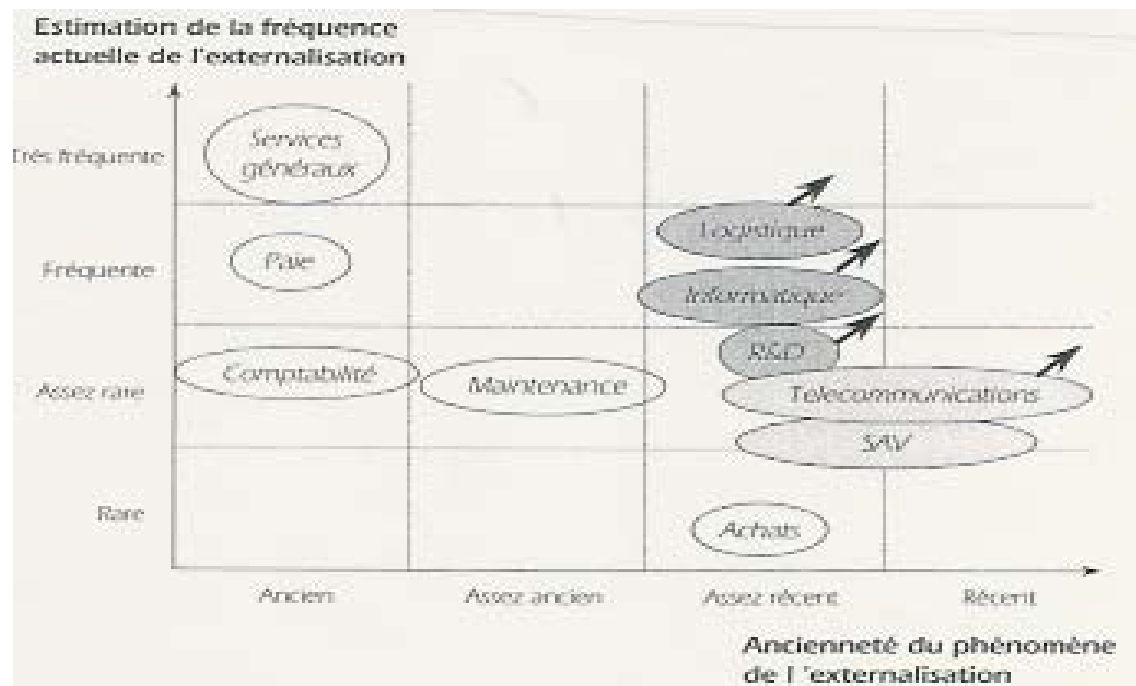 Estimation de la fréquence
actuelle de l'externalisation
Très fréquente
Services
généraux
Logistique
Fréquente
Paie
Informatique
R&D
Assez rare
Comptabilité
Maintenance
Telecommunications
SAV
Rare
Achats
Ancien
Assez ancien
Assez récent
Récent
Ancienneté du phénomène
de l'externalisation